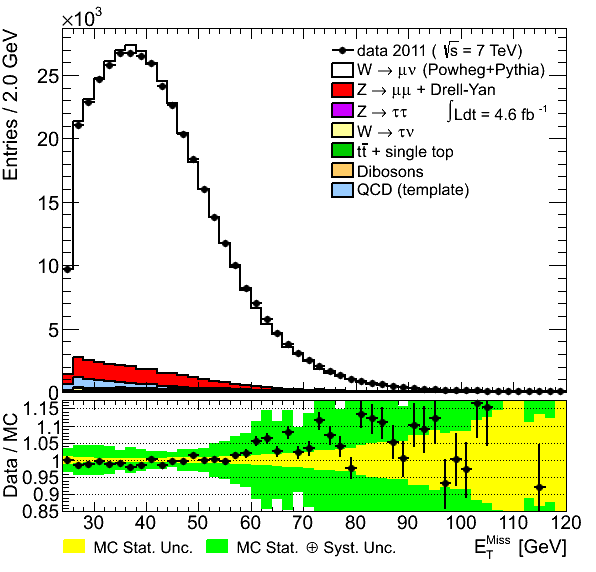 ×10³
Entries / 2.0 GeV
25
20
15
10
5
0
data 2011 ( √s = 7 TeV)
W → μν (Powheg+Pythia)
Z → μμ + Drell-Yan
Z → ττ
∫Ldt = 4.6 fb⁻¹
W → τν
tt̅ + single top
Dibosons
QCD (template)
Data / MC
1.15
1.1
1.05
1
0.95
0.9
0.85
30 40 50 60 70 80 90 100 110 120
MC Stat. Unc.
MC Stat. ⊕ Syst. Unc.
E_T^Miss [GeV]